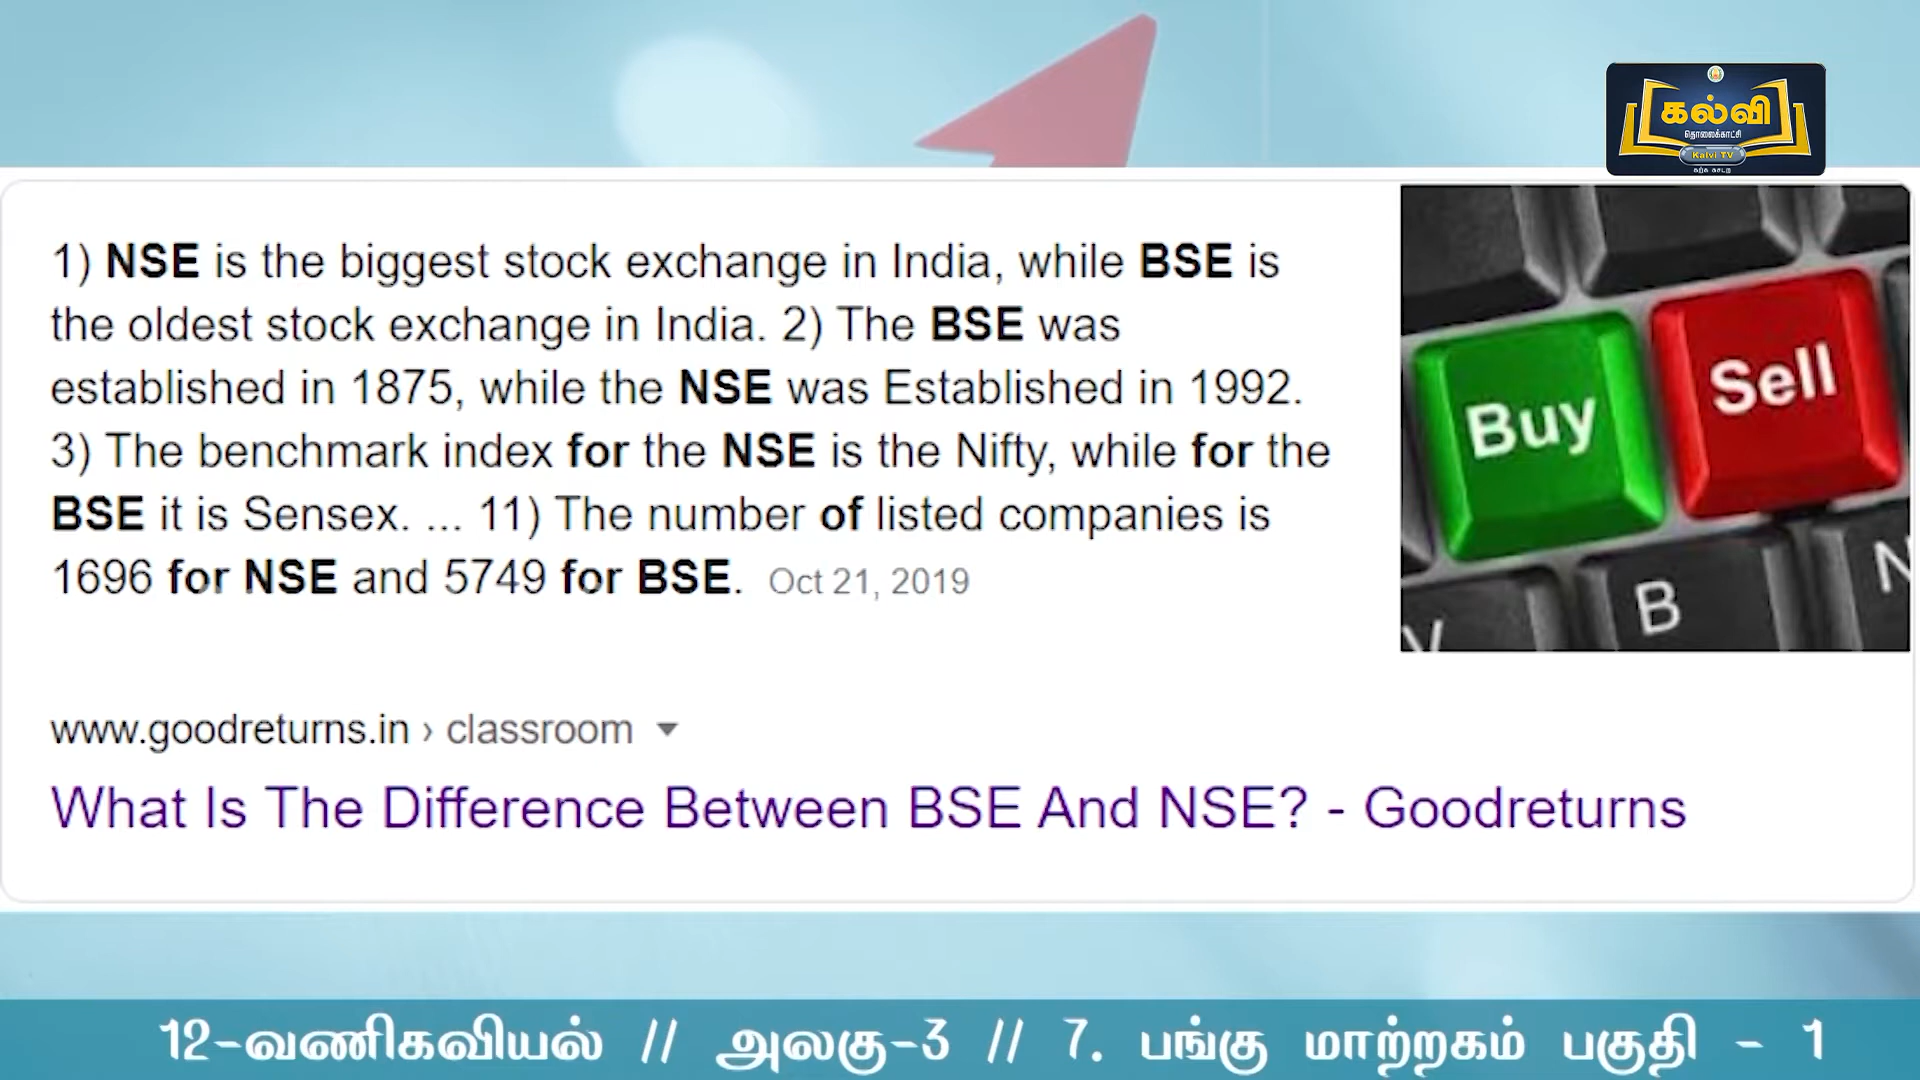 கல்வி
தொலைக்காட்சி
Kalvi TV
1) NSE is the biggest stock exchange in India, while BSE is
the oldest stock exchange in India. 2) The BSE was
established in 1875, while the NSE was Established in 1992.
3) The benchmark index for the NSE is the Nifty, while for the
BSE it is Sensex. ... 11) The number of listed companies is
1696 for NSE and 5749 for BSE. Oct 21, 2019
Buy
Sell
B
N
V
www.goodreturns.in › classroom
What Is The Difference Between BSE And NSE? - Goodreturns
12-வணிகவியல் // அலகு-3 // 7. பங்கு மாற்றகம் பகுதி - 1